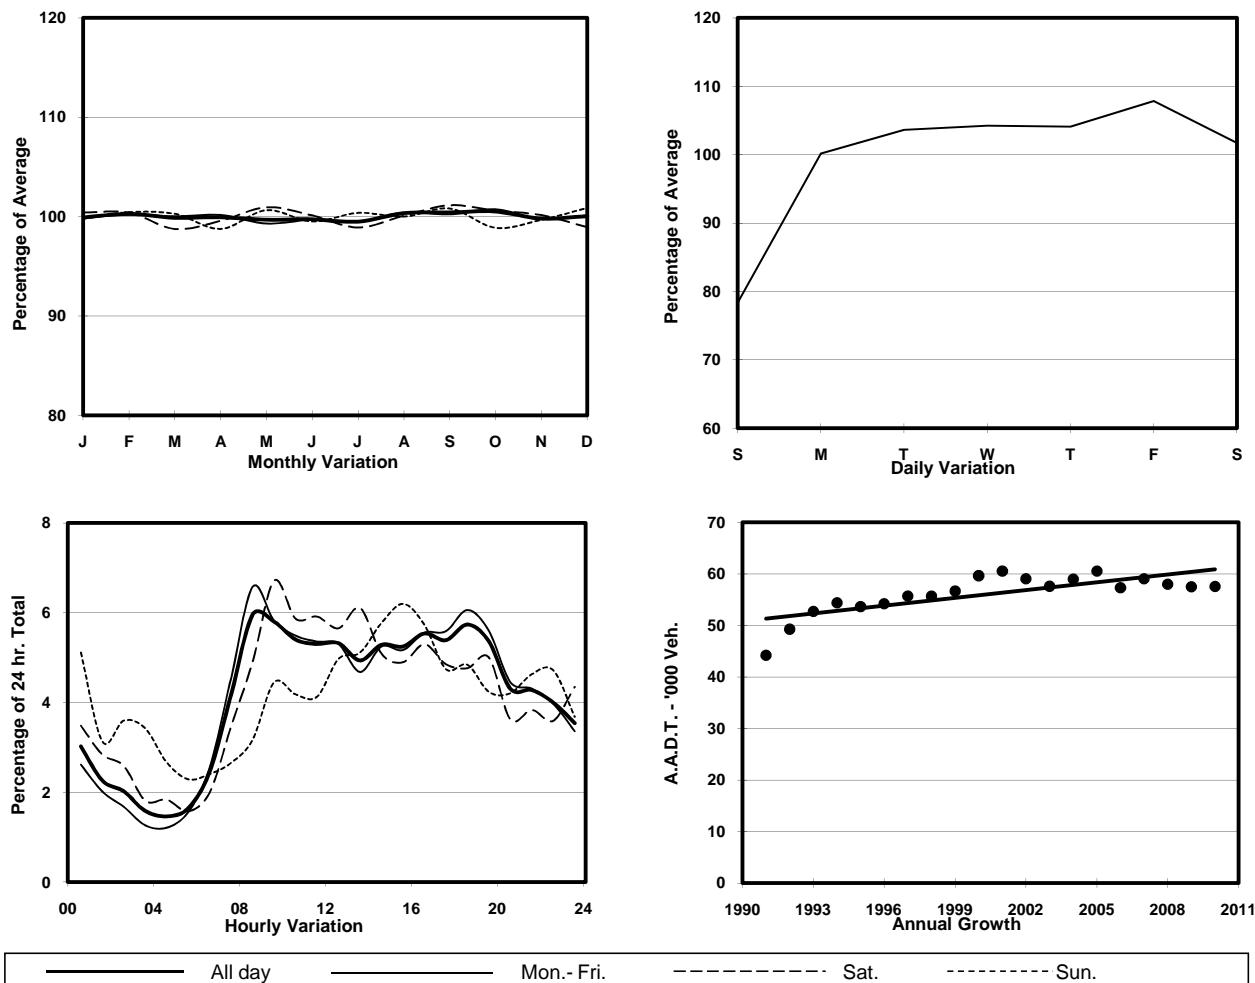 120
110
100
90
80
Percentage of Average
J F M A M J J A S O N D
Monthly Variation
120
110
100
90
80
70
60
Percentage of Average
S M T W T F S
Daily Variation
8
6
4
2
0
Percentage of 24 hr. Total
00 04 08 12 16 20 24
Hourly Variation
70
60
50
40
30
20
10
0
A.A.D.T. - '000 Veh.
1990 1993 1996 1999 2002 2005 2008 2011
Annual Growth
All day Mon.- Fri. Sat. Sun.